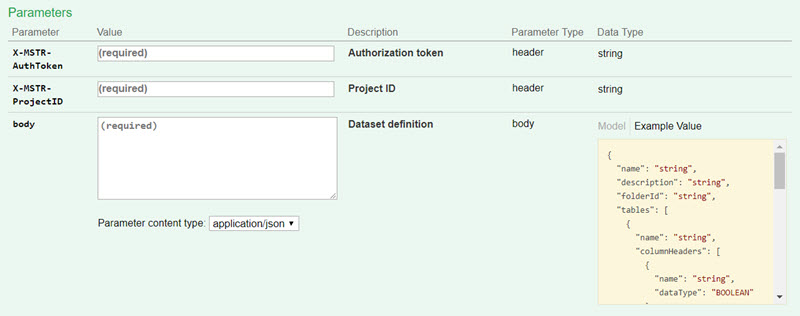 Parameters
Parameter Value Description Parameter Type Data Type
X-MSTR-AuthToken (required) Authorization token header string
X-MSTR-ProjectID (required) Project ID header string
body (required) Dataset definition body Model Example Value
{
"name": "string",
"description": "string",
"folderId": "string",
"tables": [
{
"name": "string",
"columnHeaders": [
{
"name": "string",
"dataType": "BOOLEAN"
Parameter content type: application/json